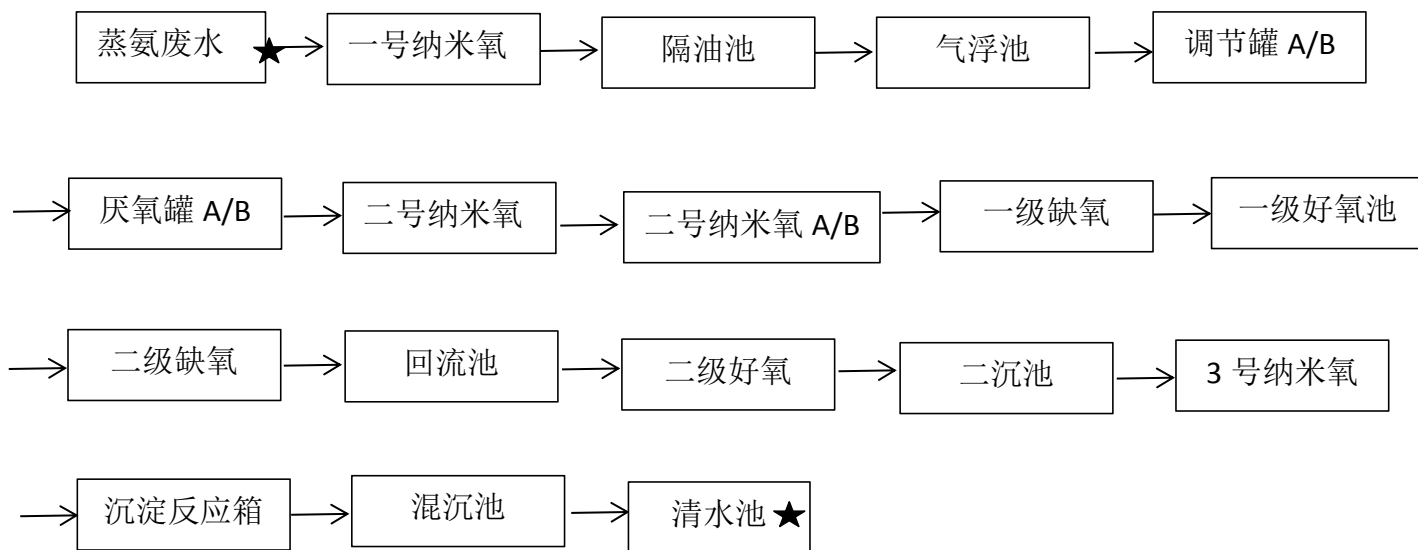 蒸氨废水 一号纳米氧 隔油池 气浮池 调节罐 A/B
厌氧罐 A/B 二号纳米氧 二号纳米氧 A/B 一级缺氧 一级好氧池
二级缺氧 回流池 二级好氧 二沉池 3 号纳米氧
沉淀反应箱 混沉池 清水池